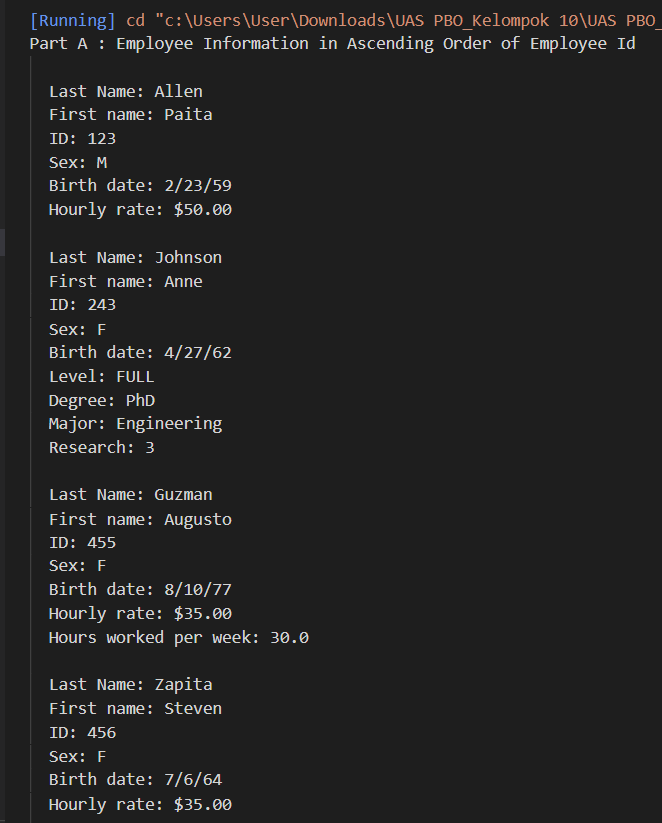 [Running] cd "c:\Users\User\Downloads\UAS PBO_Kelompok 10\UAS PBO_
Part A : Employee Information in Ascending Order of Employee Id
Last Name: Allen
First name: Paita
ID: 123
Sex: M
Birth date: 2/23/59
Hourly rate: $50.00
Last Name: Johnson
First name: Anne
ID: 243
Sex: F
Birth date: 4/27/62
Level: FULL
Degree: PhD
Major: Engineering
Research: 3
Last Name: Guzman
First name: Augusto
ID: 455
Sex: F
Birth date: 8/10/77
Hourly rate: $35.00
Hours worked per week: 30.0
Last Name: Zapita
First name: Steven
ID: 456
Sex: F
Birth date: 7/6/64
Hourly rate: $35.00